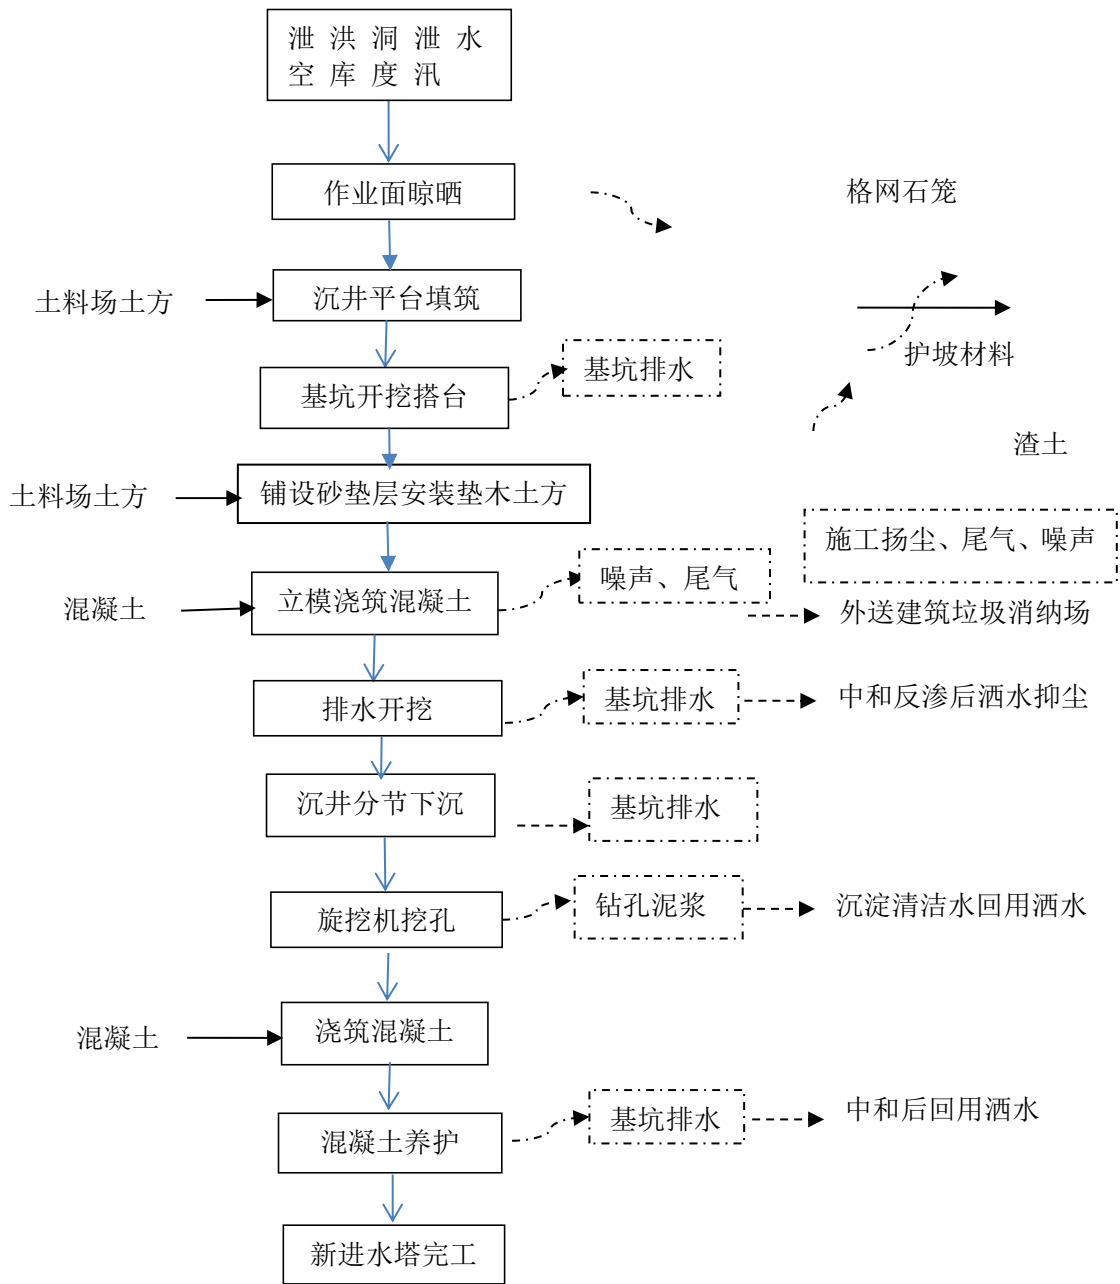 泄洪洞泄水
空库度汛
作业面晾晒
格网石笼
土料场土方
沉井平台填筑
护坡材料
基坑开挖搭台
基坑排水
渣土
土料场土方
铺设砂垫层安装垫木土方
施工扬尘、尾气、噪声
混凝土
立模浇筑混凝土
噪声、尾气
外送建筑垃圾消纳场
排水开挖
基坑排水
中和反渗后洒水抑尘
沉井分节下沉
基坑排水
旋挖机挖孔
钻孔泥浆
沉淀清洁水回用洒水
混凝土
浇筑混凝土
混凝土养护
基坑排水
中和后回用洒水
新进水塔完工